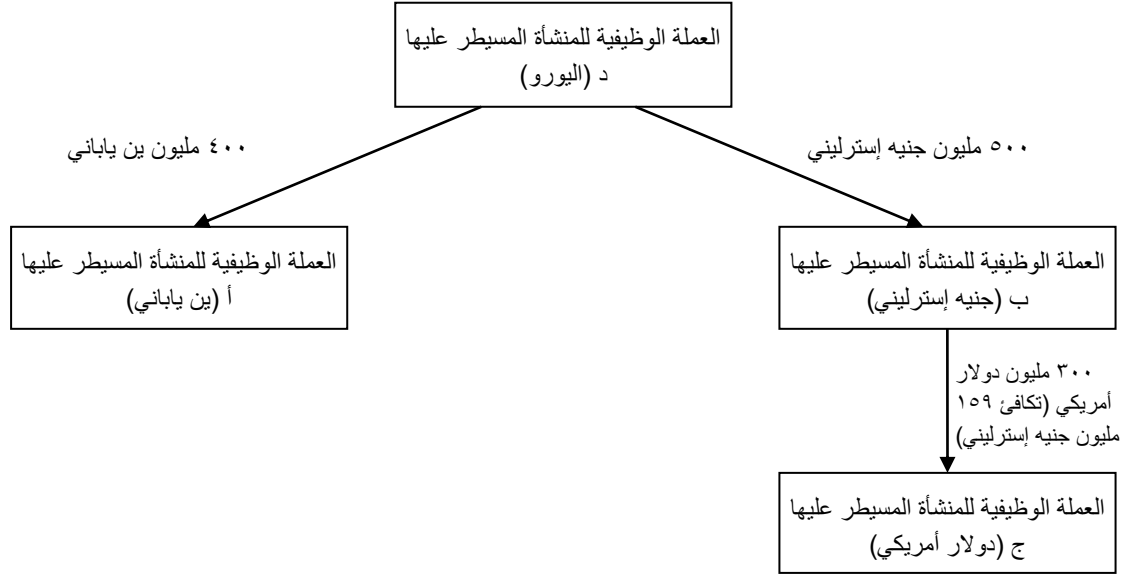 العملة الوظيفية للمنشأة المسيطر عليها
د (اليورو)
٥٠٠ مليون جنيه إسترليني
٤٠٠ مليون ين ياباني
العملة الوظيفية للمنشأة المسيطر عليها
ب (جنيه إسترليني)
العملة الوظيفية للمنشأة المسيطر عليها
أ (ين ياباني)
٣٠٠ مليون دولار
أمريكي (تكافئ ١٥٩
مليون جنيه إسترليني)
العملة الوظيفية للمنشأة المسيطر عليها
ج (دولار أمريكي)